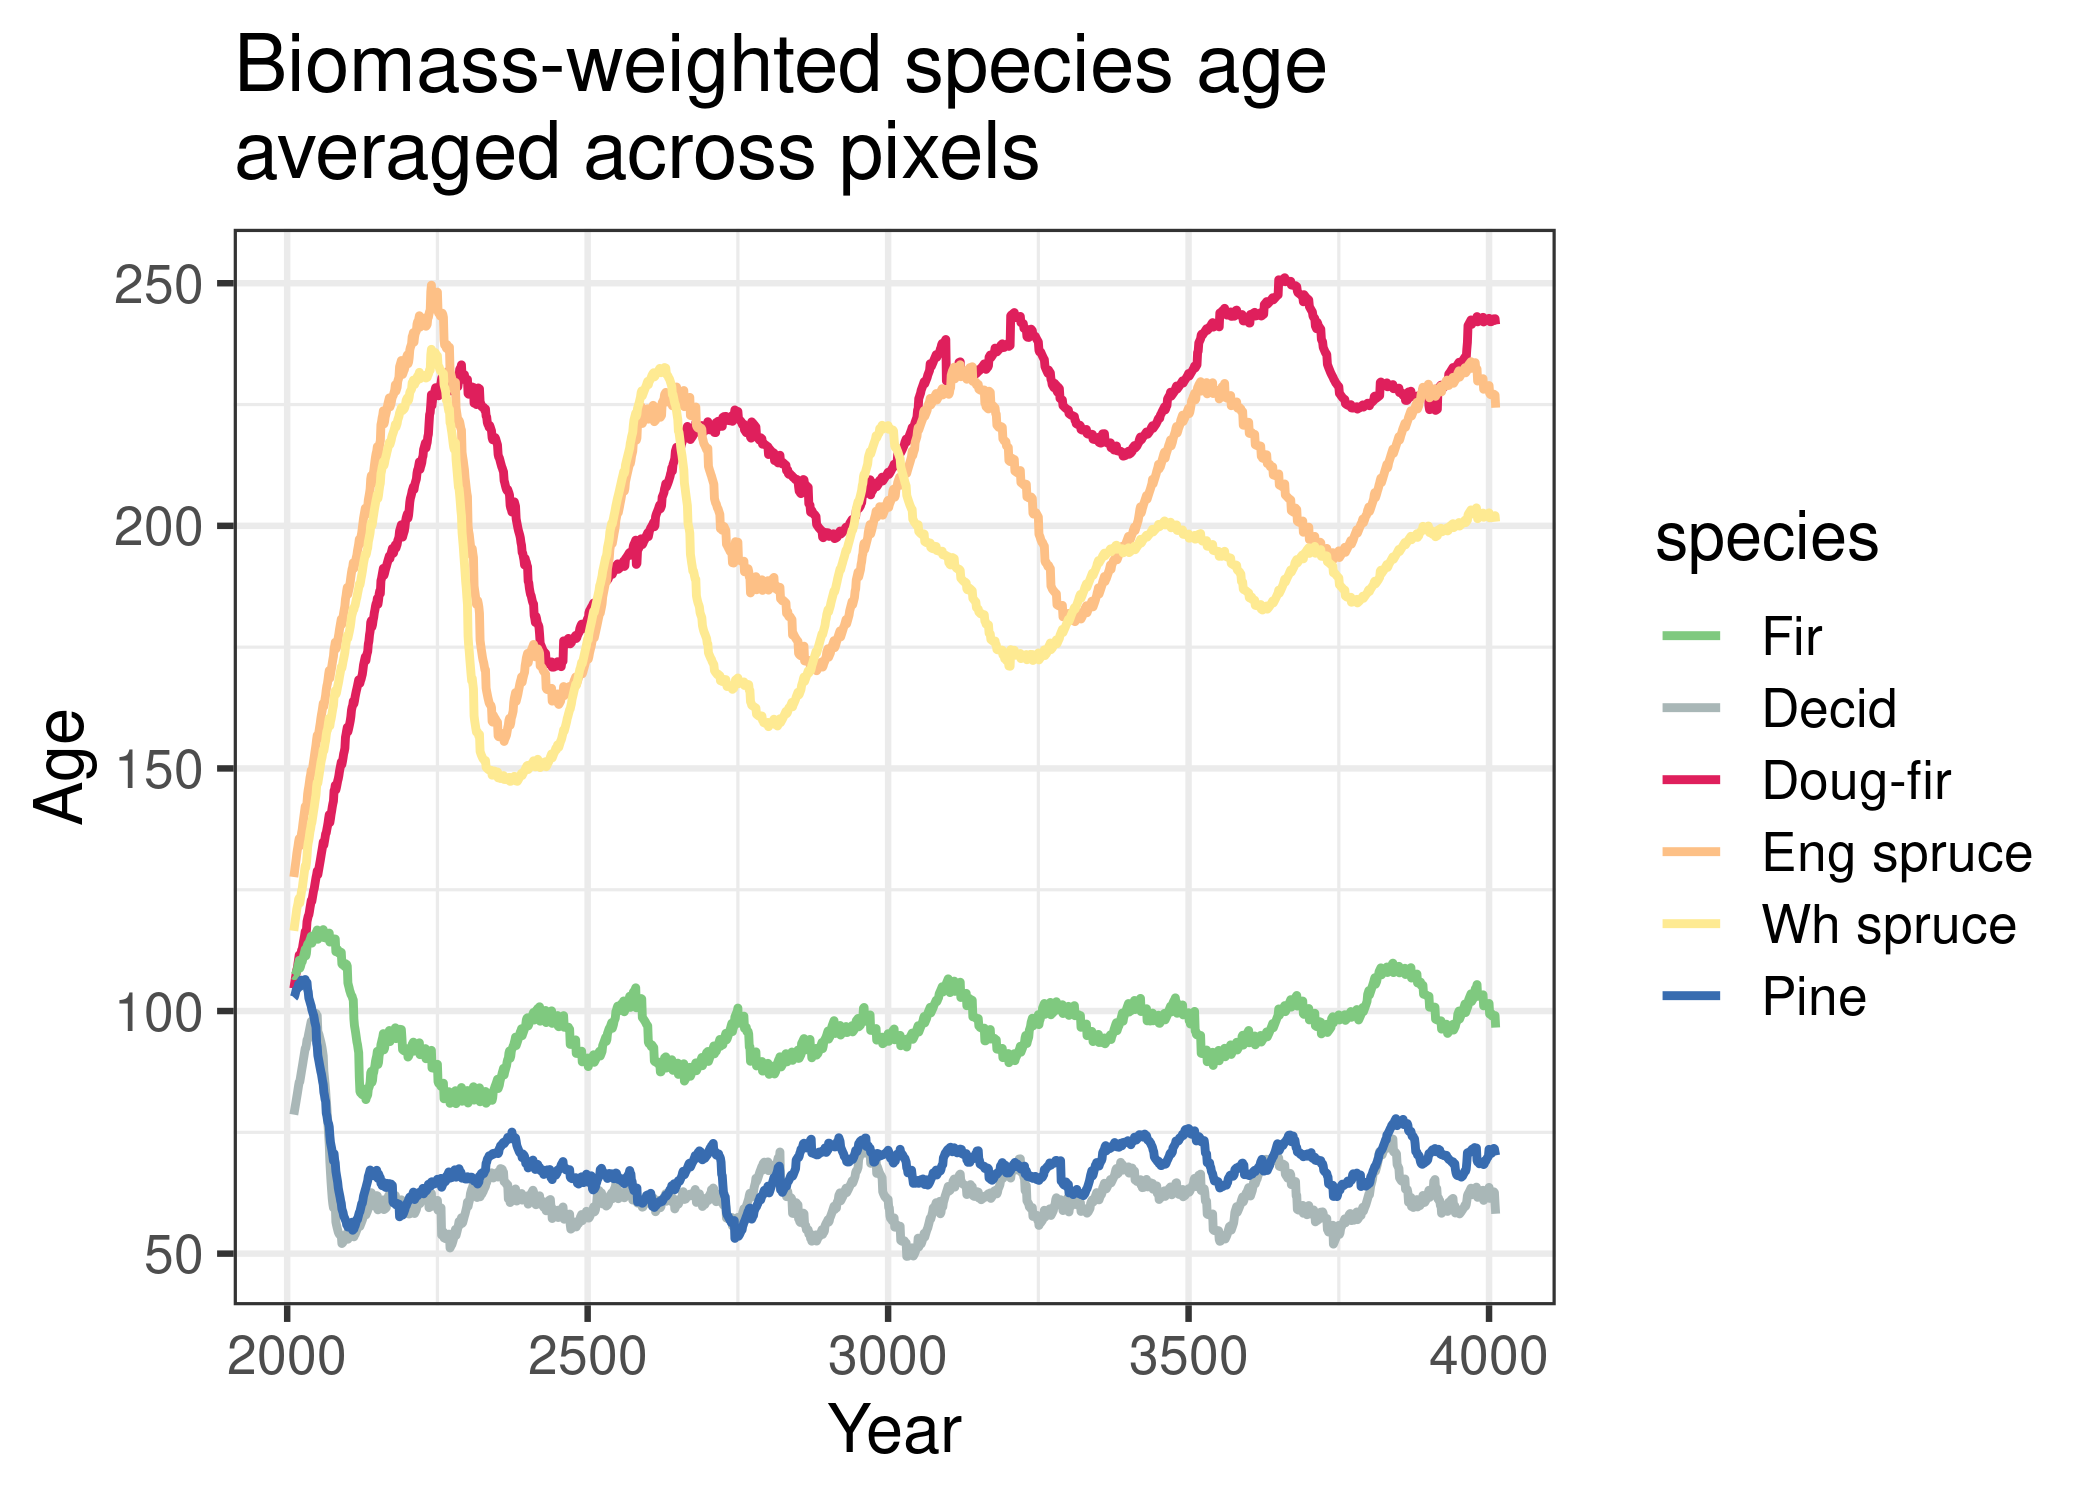 Biomass-weighted species age
averaged across pixels
250
200
150
100
50
Age
2000 2500 3000 3500 4000
Year
species
Fir
Decid
Doug-fir
Eng spruce
Wh spruce
Pine